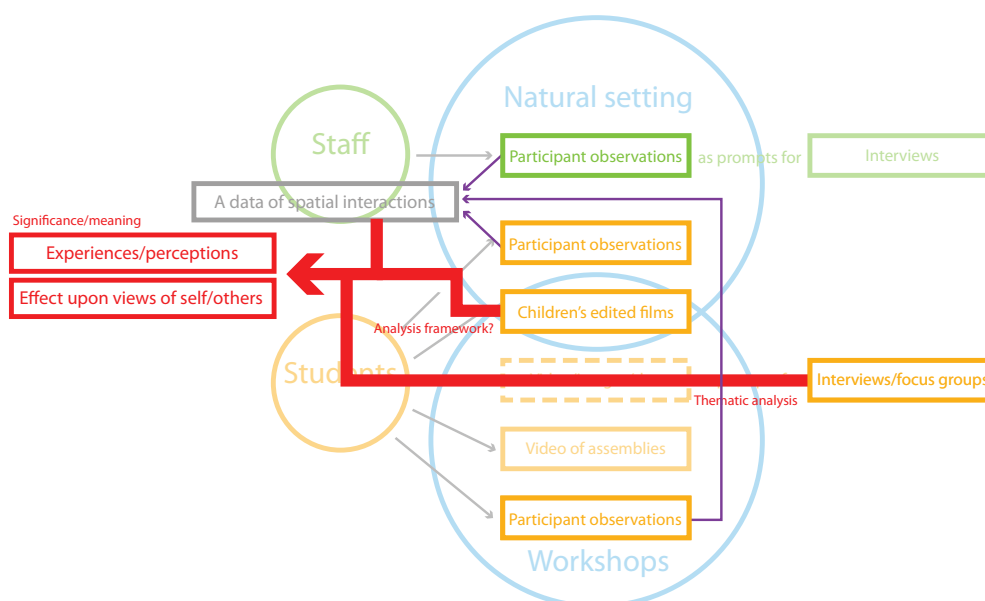 Natural setting
Staff
Participant observations
as prompts for
Interviews
A data of spatial interactions
Significance/meaning
Experiences/perceptions
Participant observations
Effect upon views of self/others
Children's edited films
Analysis framework?
Students
Interviews/focus groups
Thematic analysis
Video of assemblies
Participant observations
Workshops